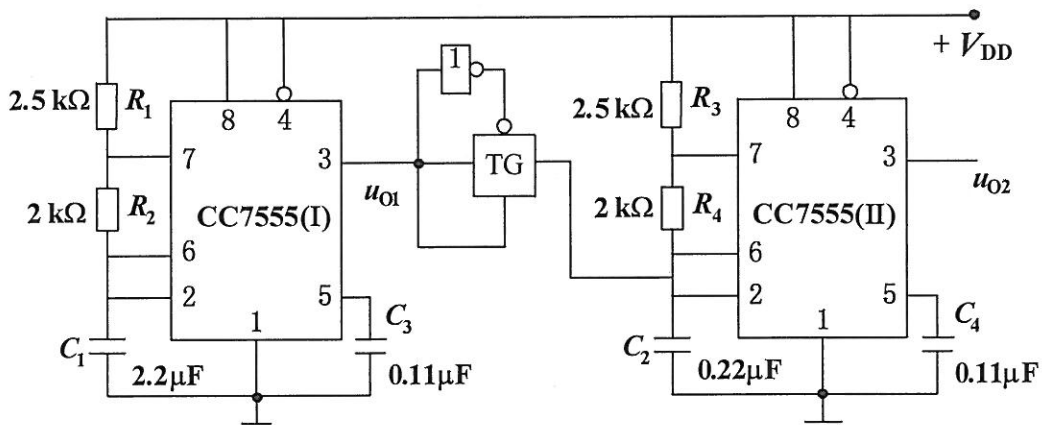 + V_DD
2.5 kΩ R₁
8 4
7 3
2 kΩ R₂
CC7555(I)
6
2 5
1
C₁
2.2μF
C₃
0.11μF
u_O1
1
TG
2.5 kΩ R₃
8 4
7 3
2 kΩ R₄
CC7555(II)
6
2 5
1
C₂
0.22μF
C₄
0.11μF
u_O2